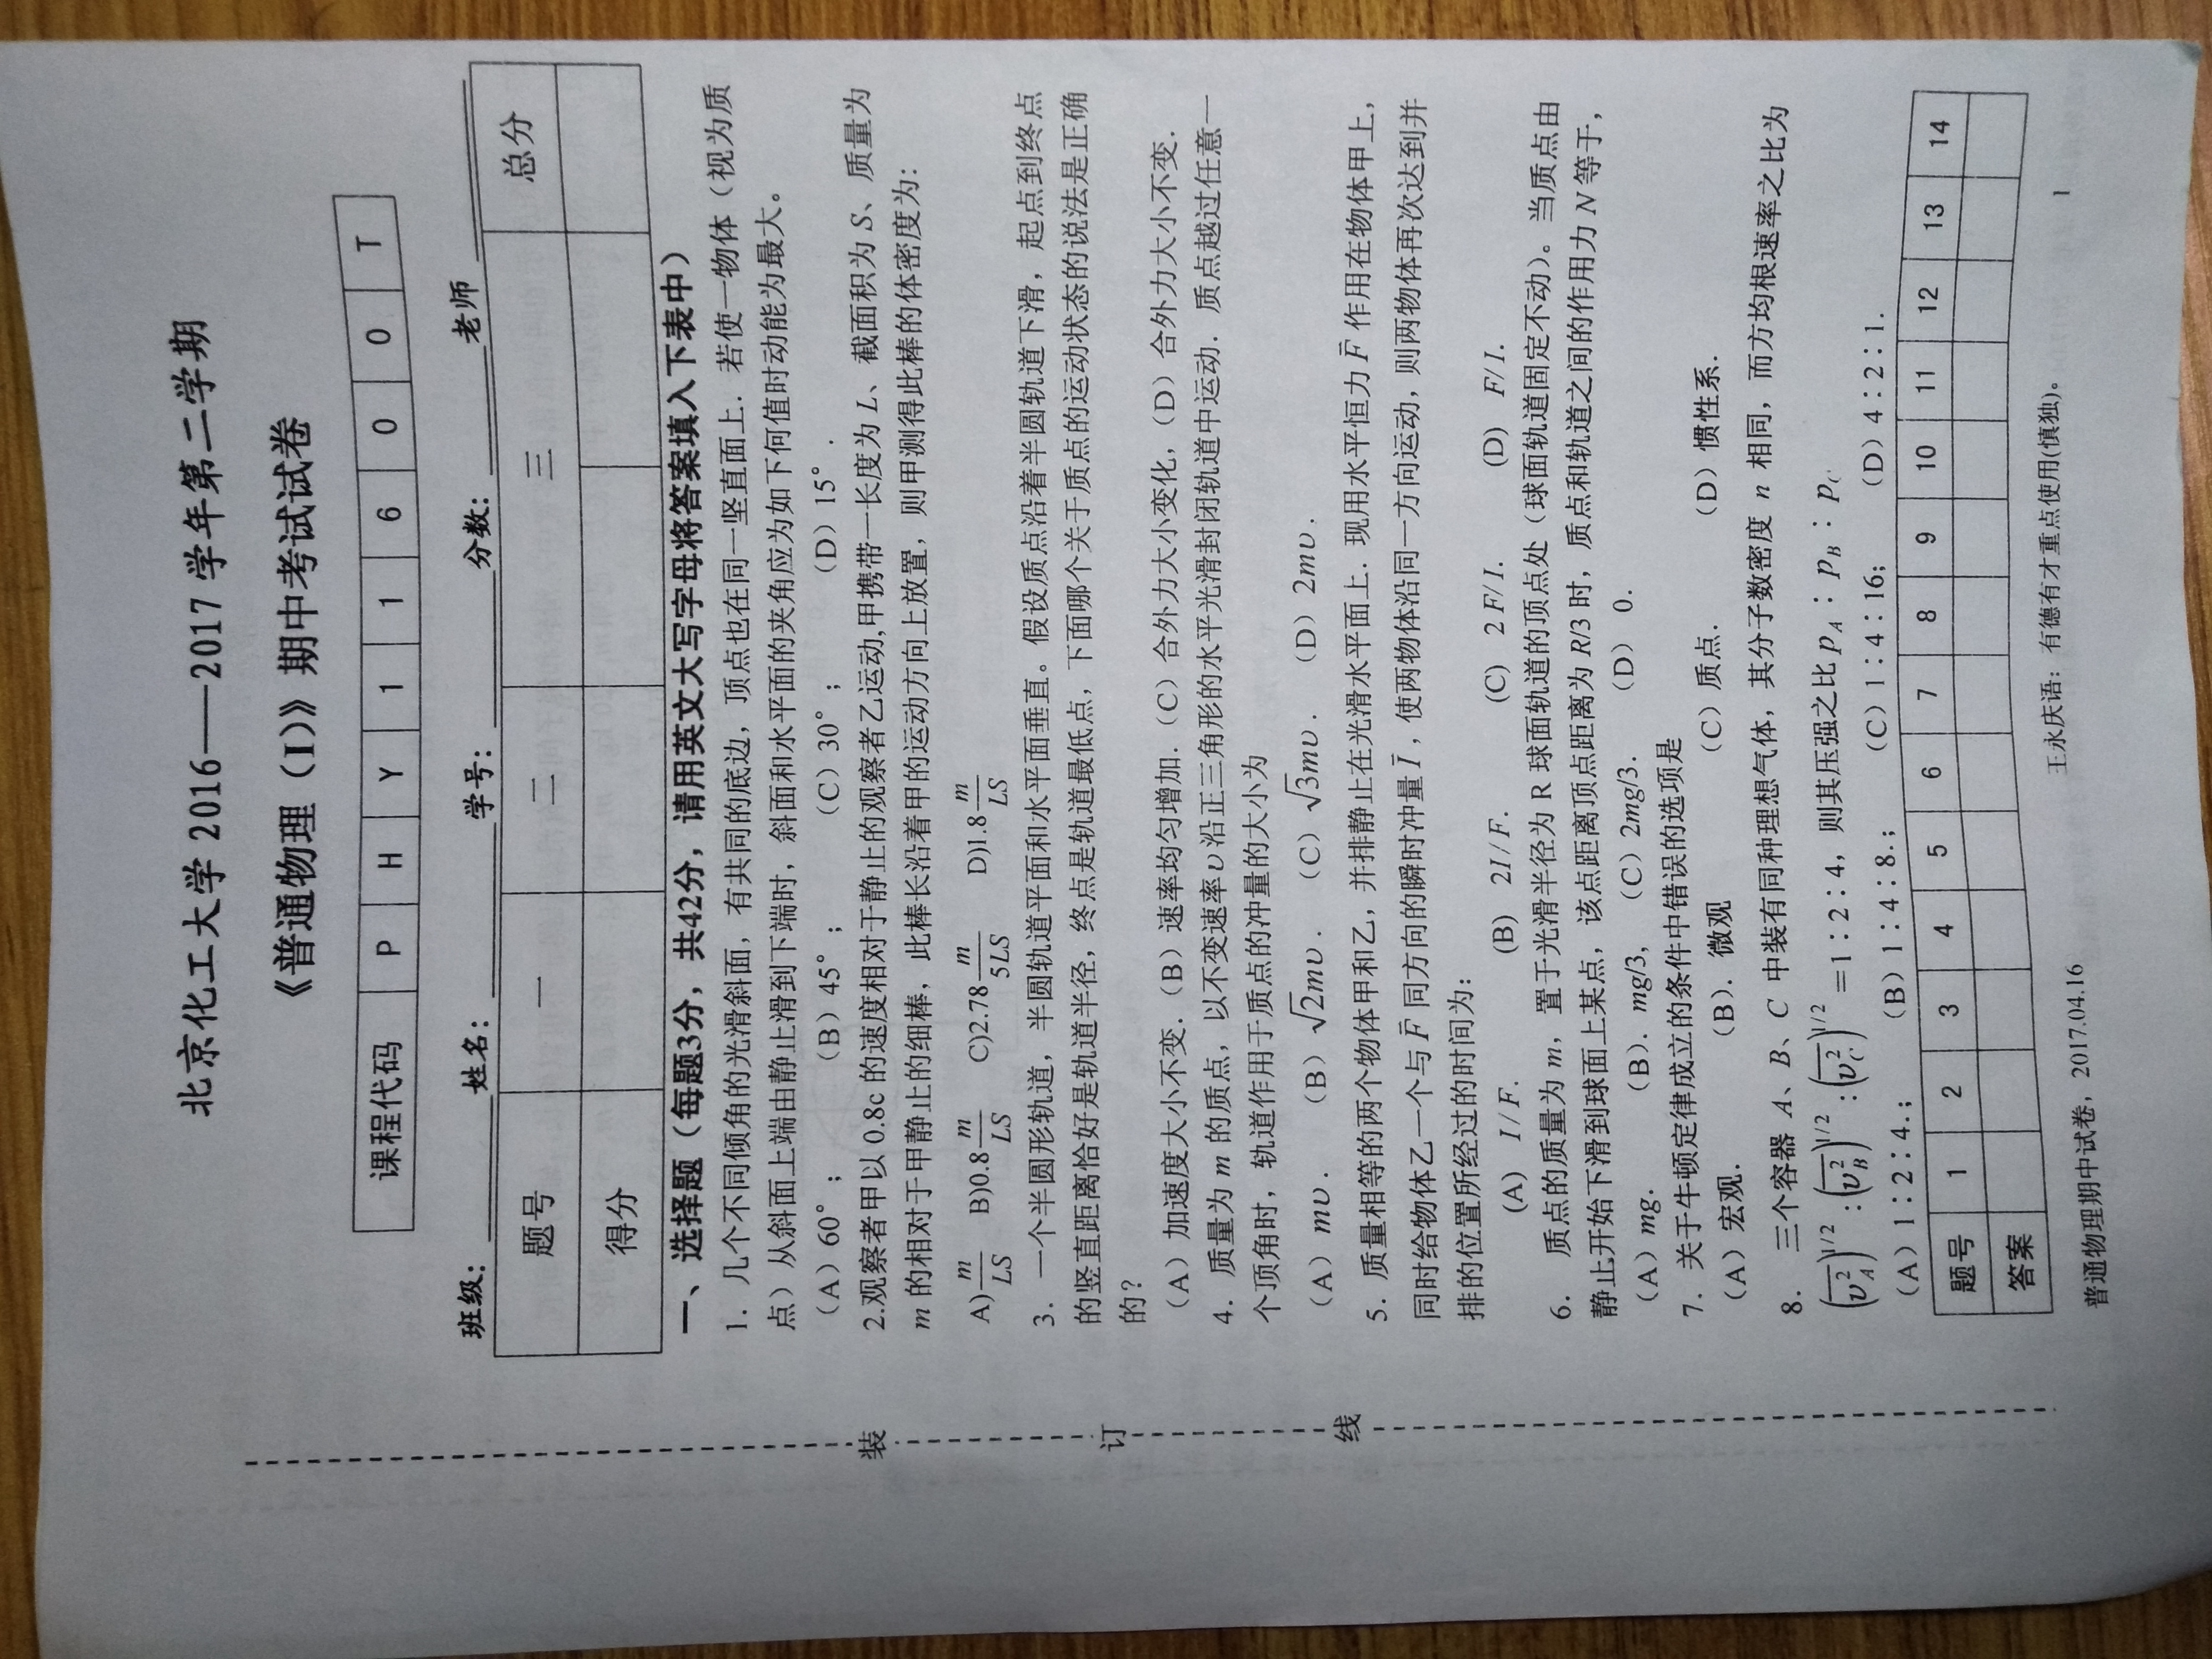 北京化工大学 2016——2017 学年第二学期
《普通物理（I）》期中考试试卷
课程代码 P H Y 1 1 6 0 0 T
班级： 姓名： 学号： 分数： 老师
题号 一 二 三 总分
得分
一、选择题（每题3分，共42分，请用英文大写字母将答案填入下表中）
1. 几个不同倾角的光滑斜面，有共同的底边，顶点也在同一竖直面上．若使一物体（视为质
点）从斜面上端由静止滑到下端时，斜面和水平面的夹角应为如下何值时动能为最大。
（A）60°； （B）45°； （C）30°； （D）15°．
2.观察者甲以 0.8c 的速度相对于静止的观察者乙运动,甲携带一长度为 L、截面积为 S、质量为
m 的相对于甲静止的细棒，此棒长沿着甲的运动方向上放置，则甲测得此棒的体密度为：
A) m/LS B)0.8 m/LS C)2.78 m/5LS D)1.8 m/LS
3. 一个半圆形轨道，半圆轨道平面和水平面垂直。假设质点沿着半圆轨道下滑，起点到终点
的竖直距离恰好是轨道半径，终点是轨道最低点，下面哪个关于质点的运动状态的说法是正确
的?
（A）加速度大小不变.（B）速率均匀增加.（C）合外力大小变化,（D）合外力大小不变.
4. 质量为 m 的质点，以不变速率 υ 沿正三角形的水平光滑封闭轨道中运动．质点越过任意一
个顶角时，轨道作用于质点的冲量的大小为
（A）mυ． （B）√2mυ． （C）√3mυ． （D）2mυ．
5. 质量相等的两个物体甲和乙，并排静止在光滑水平面上．现用水平恒力 F̄ 作用在物体甲上，
同时给物体乙一个与 F̄ 同方向的瞬时冲量 Ī，使两物体沿同一方向运动，则两物体再次达到并
排的位置所经过的时间为：
(A) I/F. (B) 2I/F. (C) 2F/I. (D) F/I.
6. 质点的质量为 m，置于光滑半径为 R 球面轨道的顶点处（球面轨道固定不动）。当质点由
静止开始下滑到球面上某点，该点距离顶点距离为 R/3 时，质点和轨道之间的作用力 N 等于，
（A）mg. （B）. mg/3, （C）2mg/3. （D） 0.
7. 关于牛顿定律成立的条件中错误的选项是
（A）宏观. （B）. 微观 （C）质点. （D）惯性系.
8. 三个容器 A、B、C 中装有同种理想气体，其分子数密度 n 相同，而方均根速率之比为
(v̄_A²)^1/2 : (v̄_B²)^1/2 : (v̄_C²)^1/2 =1∶2∶4，则其压强之比 p_A∶p_B∶p_C
（A）1∶2∶4.； （B）1∶4∶8.； （C）1∶4∶16； （D）4∶2∶1.
题号 1 2 3 4 5 6 7 8 9 10 11 12 13 14
答案
王永庆语：有德有才重点使用(慎独)。
普通物理期中试卷，2017.04.16
1
装
订
线